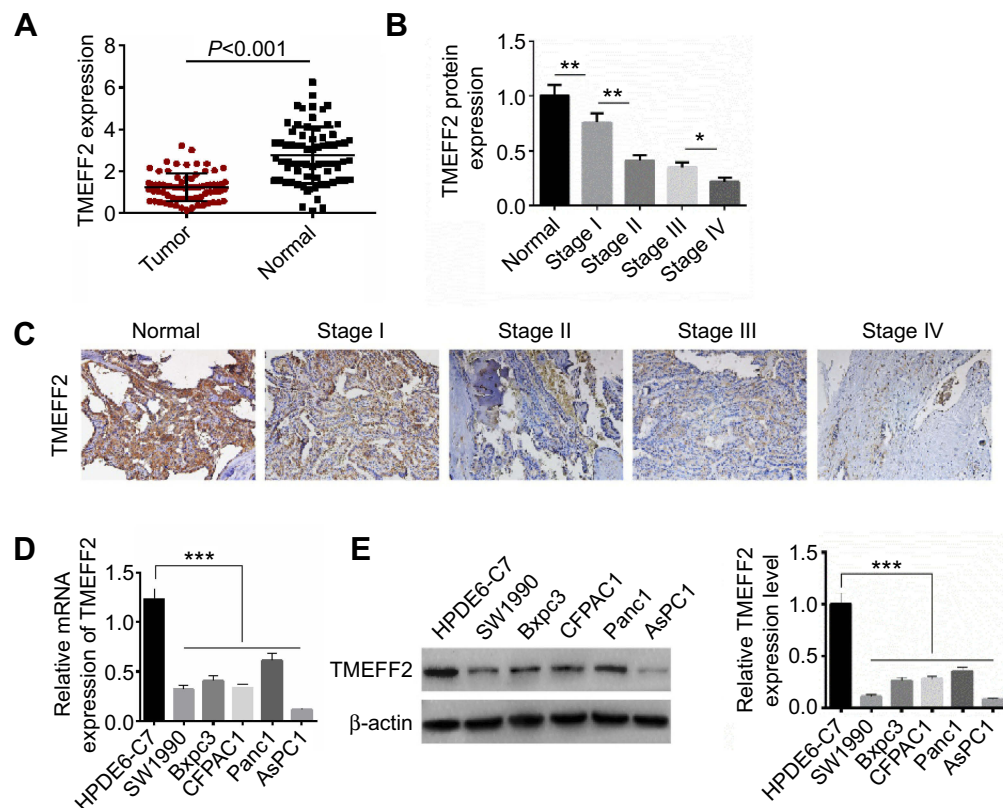 A
P<0.001
TMEFF2 expression
8
6
4
2
0
Tumor
Normal
B
TMEFF2 protein
expression
1.5
1.0
0.5
0.0
**
**
*
Normal
Stage I
Stage II
Stage III
Stage IV
C
Normal
Stage I
Stage II
Stage III
Stage IV
TMEFF2
D
Relative mRNA
expression of TMEFF2
1.5
1.0
0.5
0.0
***
HPDE6-C7
SW1990
Bxpc3
CFPAC1
Panc1
AsPC1
E
HPDE6-C7
SW1990
Bxpc3
CFPAC1
Panc1
AsPC1
TMEFF2
β-actin
Relative TMEFF2
expression level
1.5
1.0
0.5
0.0
***
HPDE6-C7
SW1990
Bxpc3
CFPAC1
Panc1
AsPC1